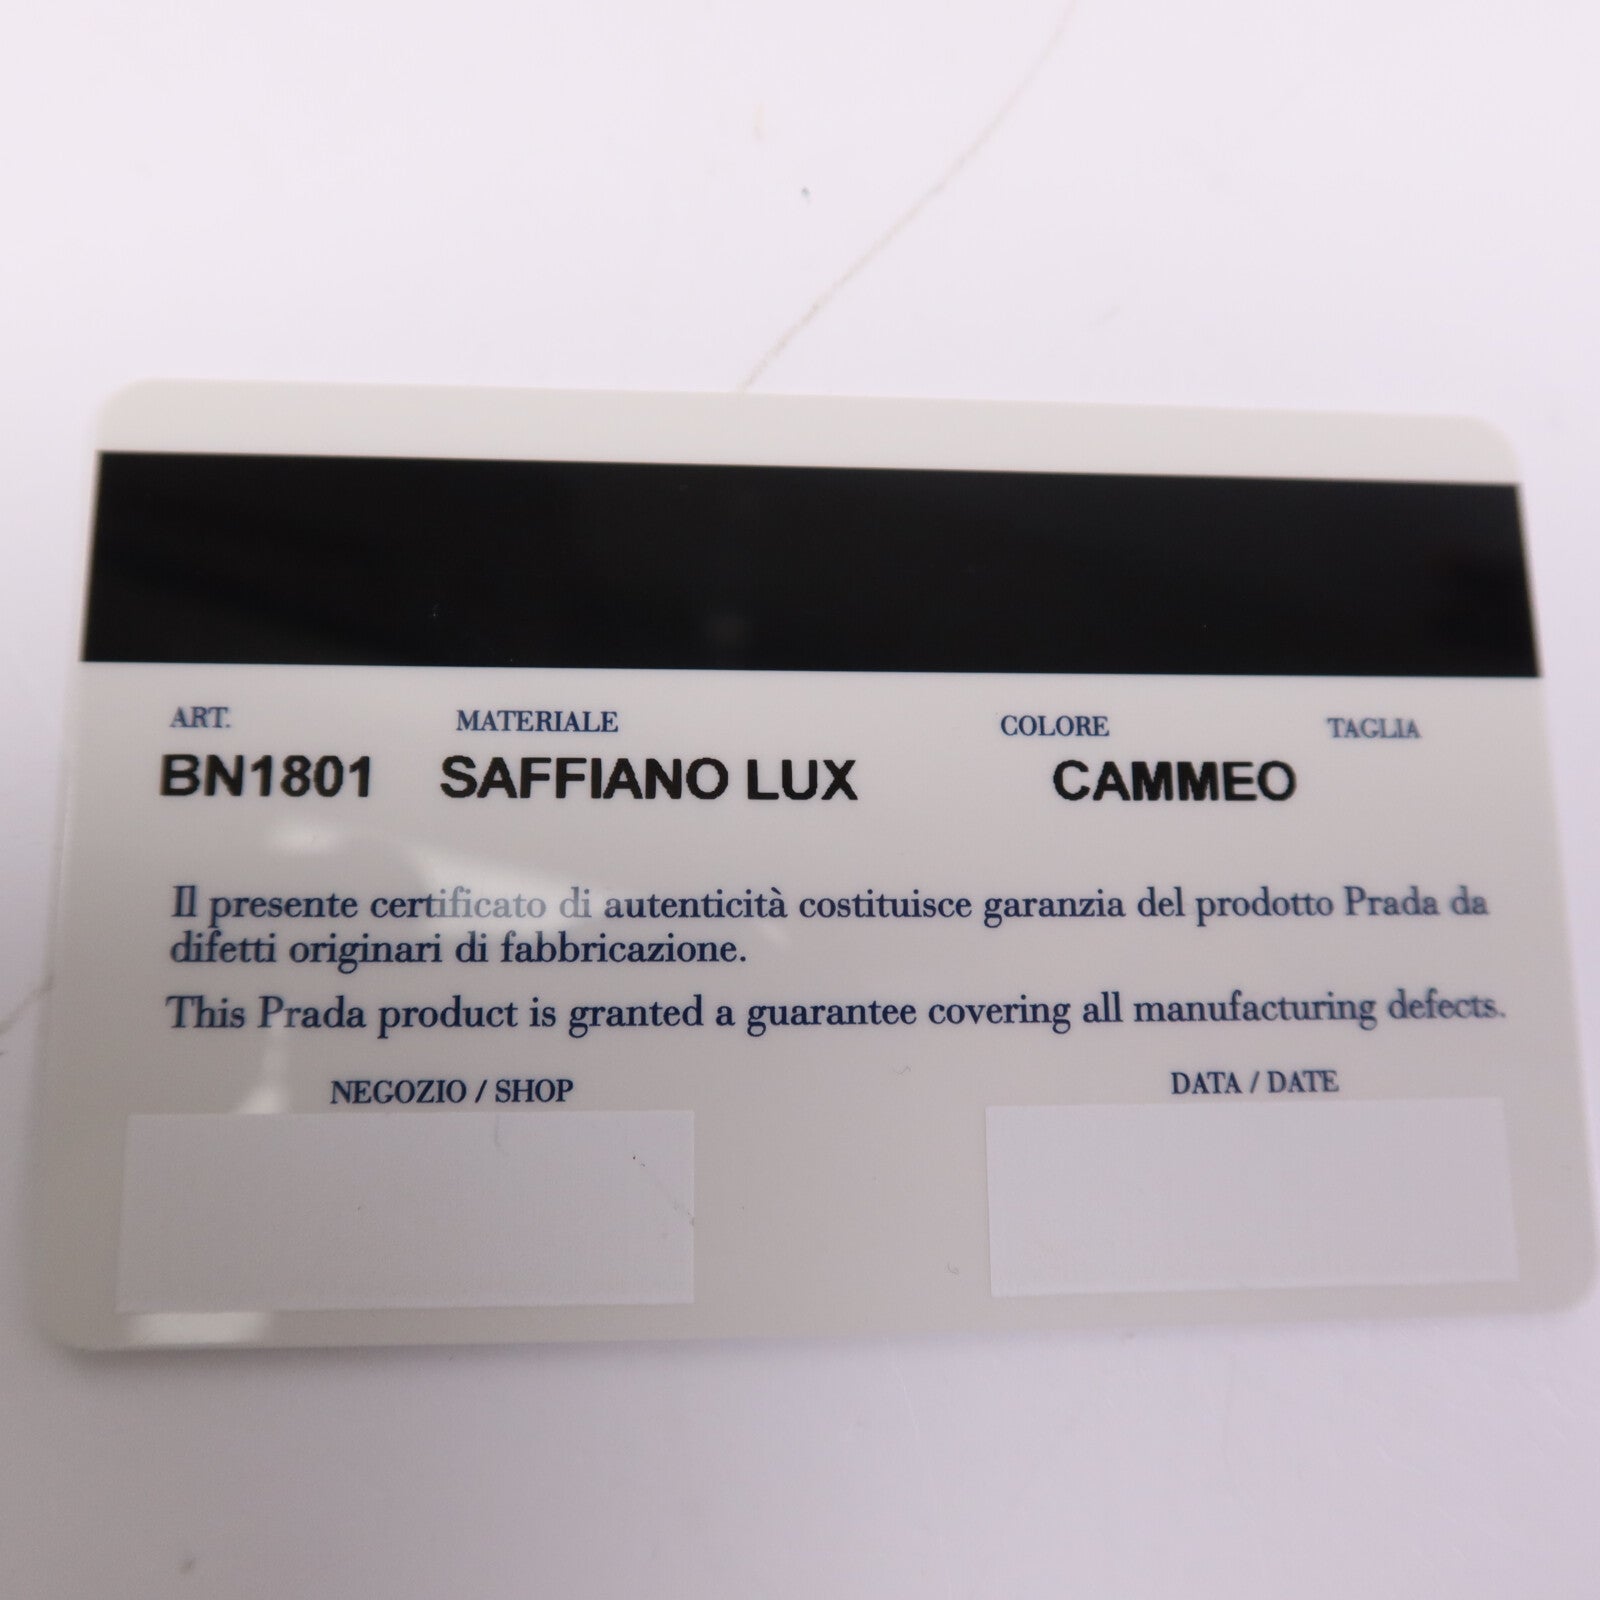 ART. MATERIALE COLORE TAGLIA
BN1801 SAFFIANO LUX CAMMEO
Il presente certificato di autenticità costituisce garanzia del prodotto Prada da
difetti originari di fabbricazione.
This Prada product is granted a guarantee covering all manufacturing defects.
NEGOZIO / SHOP DATA / DATE